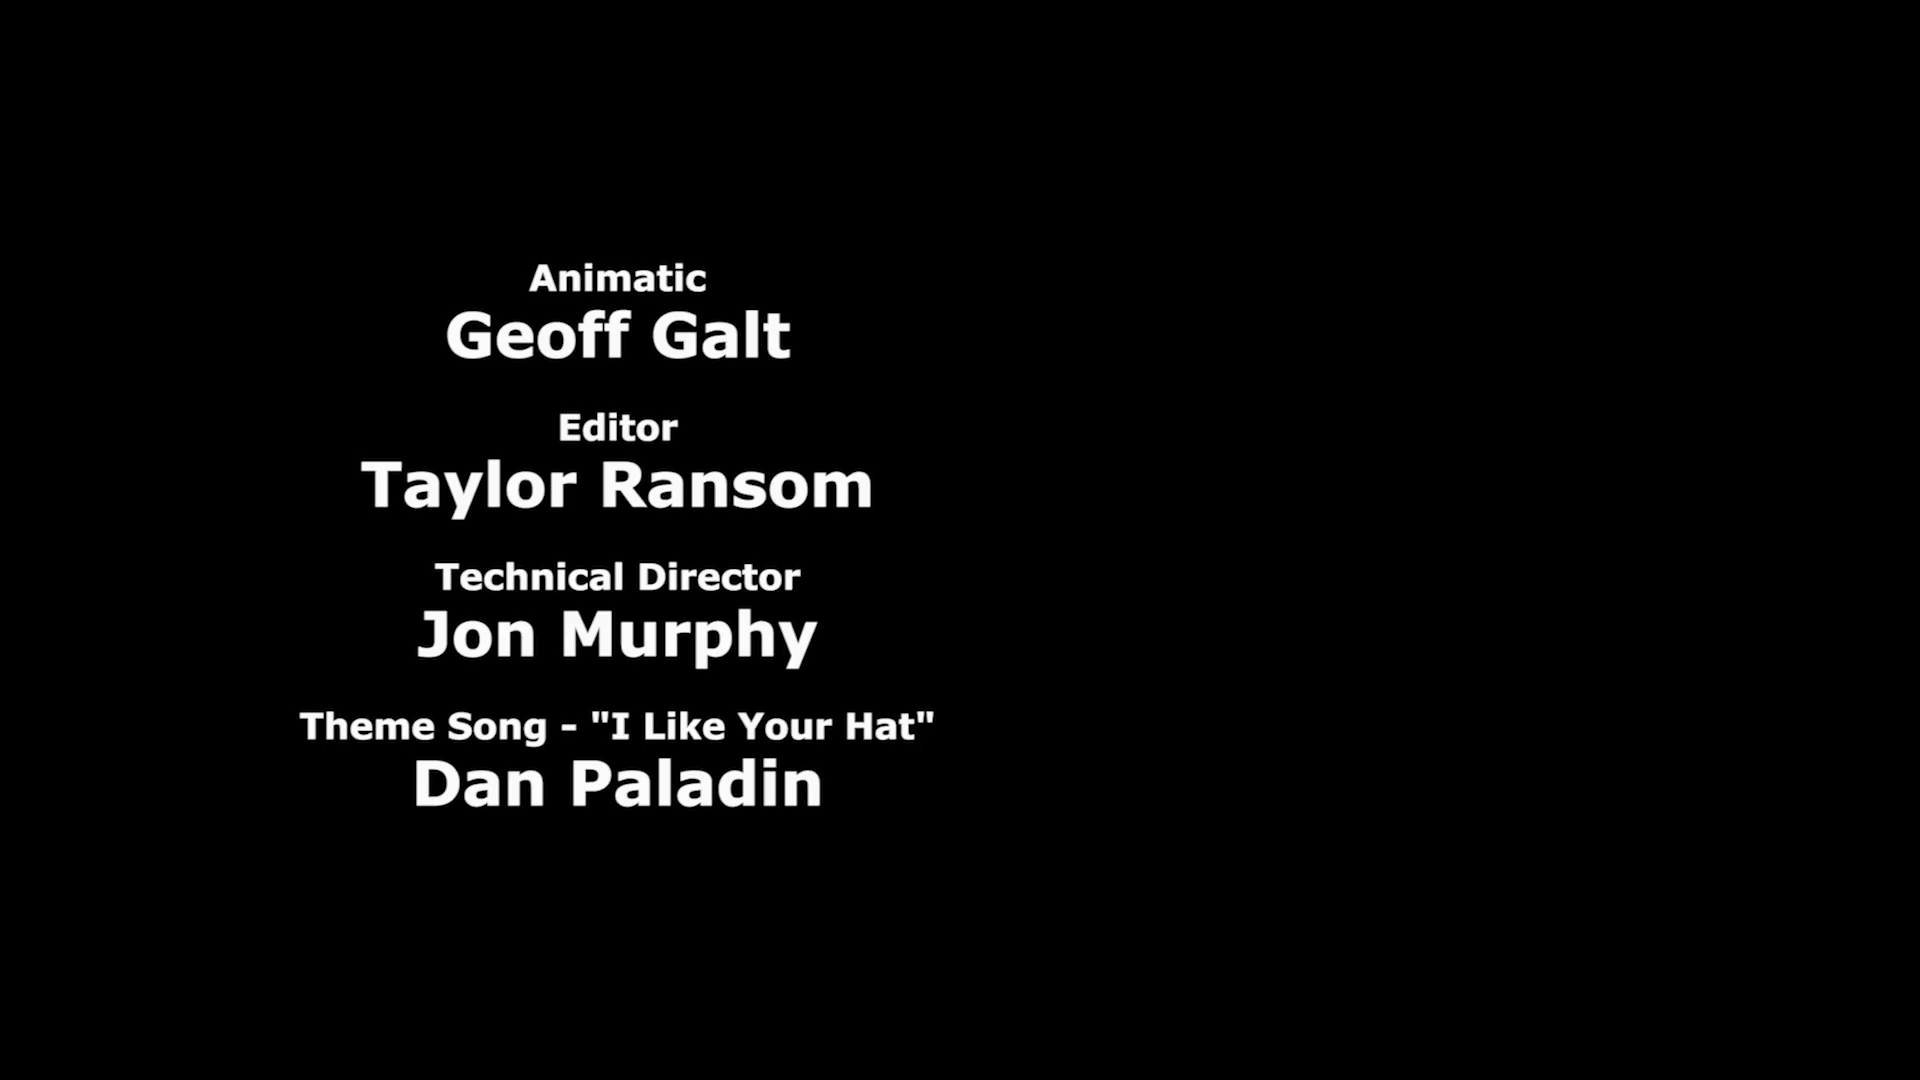 Animatic
Geoff Galt
Editor
Taylor Ransom
Technical Director
Jon Murphy
Theme Song - "I Like Your Hat"
Dan Paladin